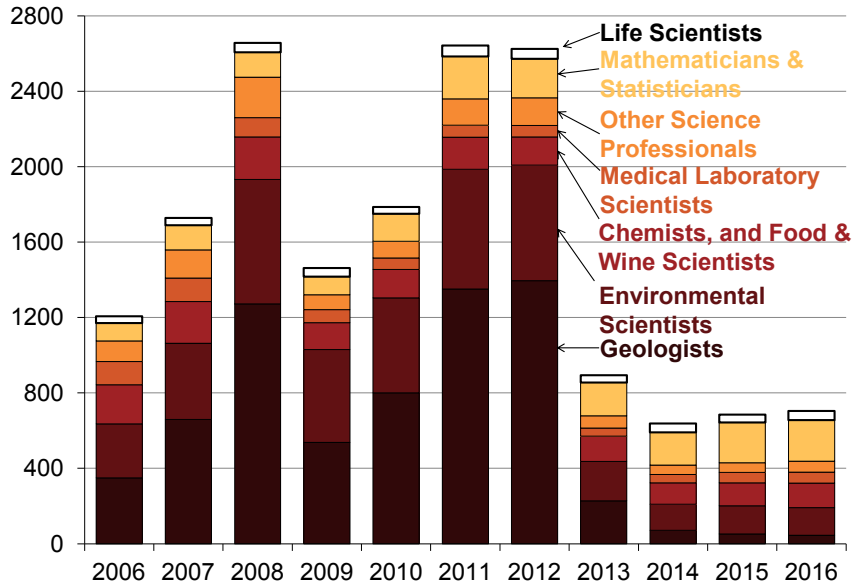 2800
2400
2000
1600
1200
800
400
0
Life Scientists
Mathematicians &
Statisticians
Other Science
Professionals
Medical Laboratory
Scientists
Chemists, and Food &
Wine Scientists
Environmental
Scientists
Geologists
2006 2007 2008 2009 2010 2011 2012 2013 2014 2015 2016